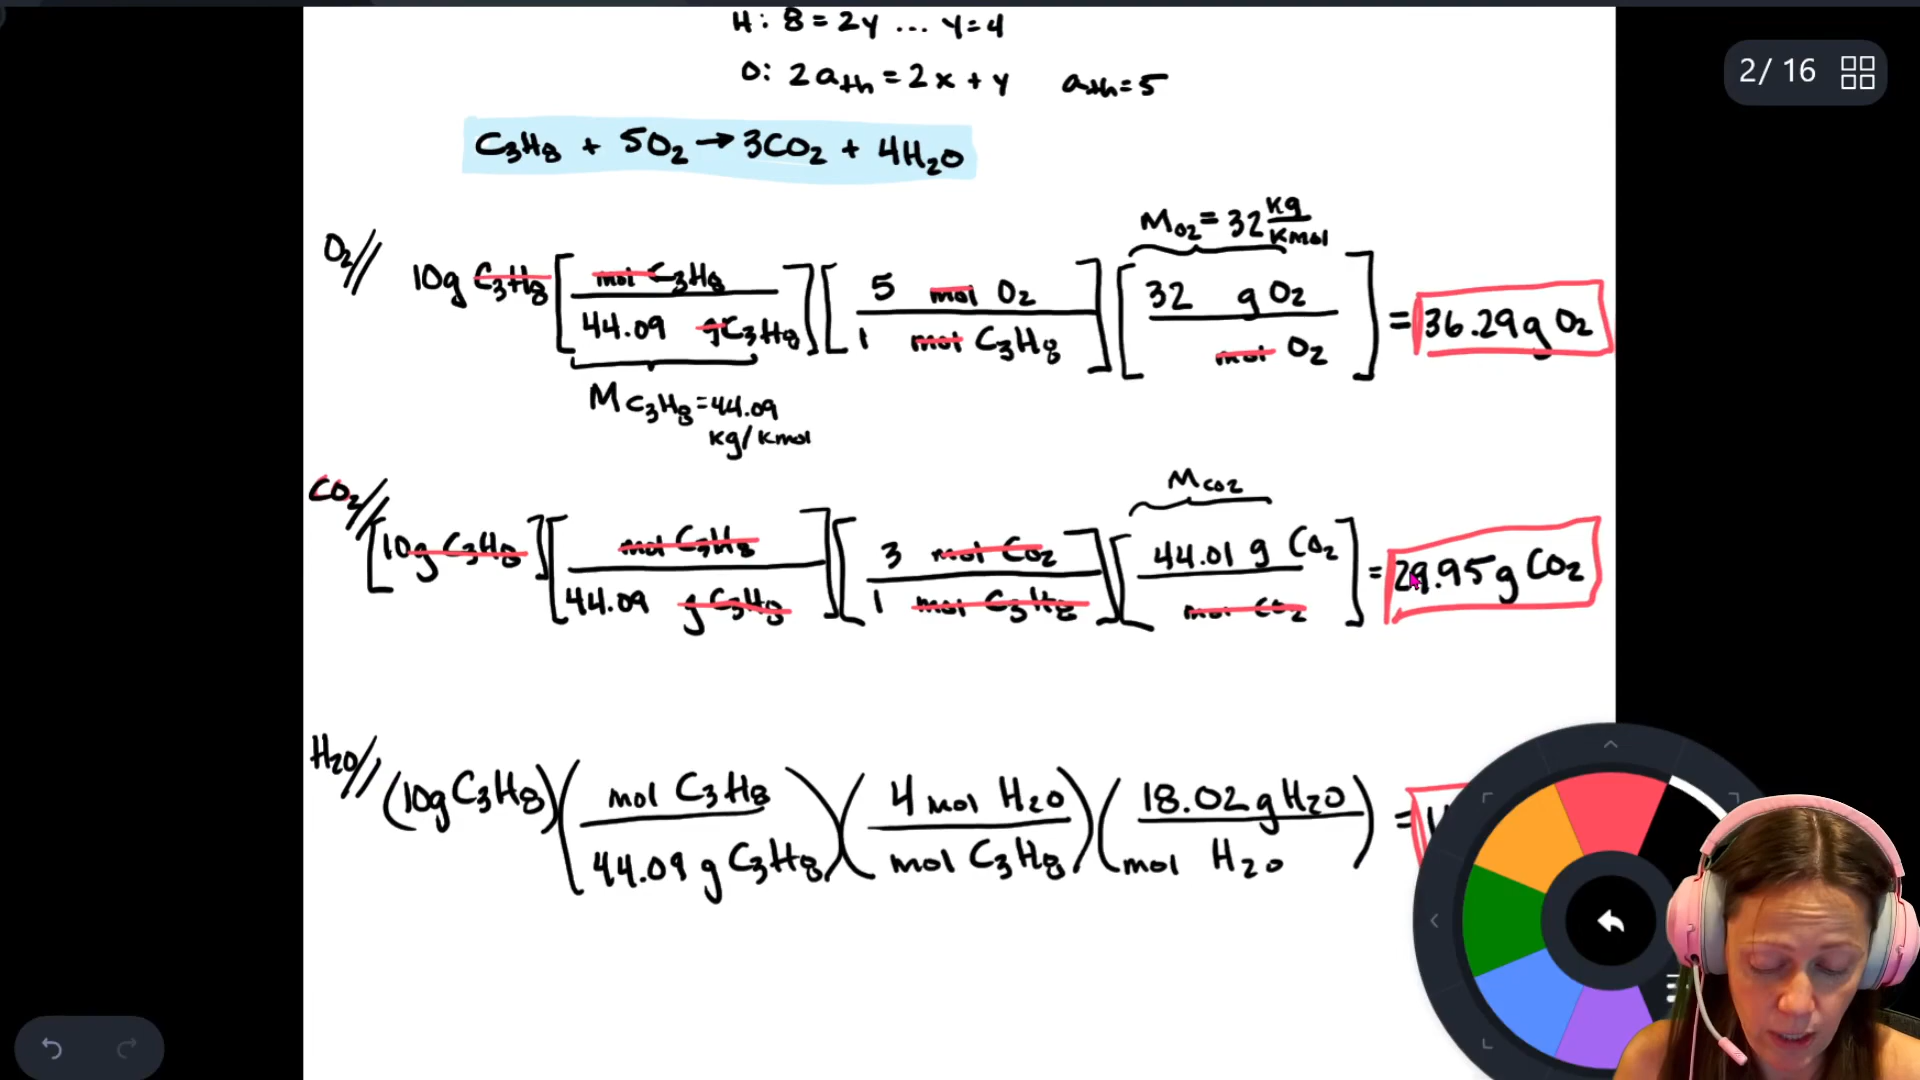 H: 8 = 2y ... y = 4
O: 2a_th = 2x + y a_th = 5
2/ 16
C₃H₈ + 5O₂ → 3CO₂ + 4H₂O
M_O₂ = 32 kg/kmol
O₂// 10g C₃H₈ [mol C₃H₈ / 44.09 gC₃H₈] [5 mol O₂ / 1 mol C₃H₈] [32 g O₂ / mol O₂] = 36.29g O₂
M C₃H₈ = 44.09
kg/kmol
M CO₂
CO₂// [10g C₃H₈] [mol C₃H₈ / 44.09 g C₃H₈] [3 mol CO₂ / 1 mol C₃H₈] [44.01 g CO₂ / mol CO₂] = 29.95g CO₂
H₂O// (10g C₃H₈) (mol C₃H₈ / 44.09 g C₃H₈) (4 mol H₂O / mol C₃H₈) (18.02 g H₂O / mol H₂O) =